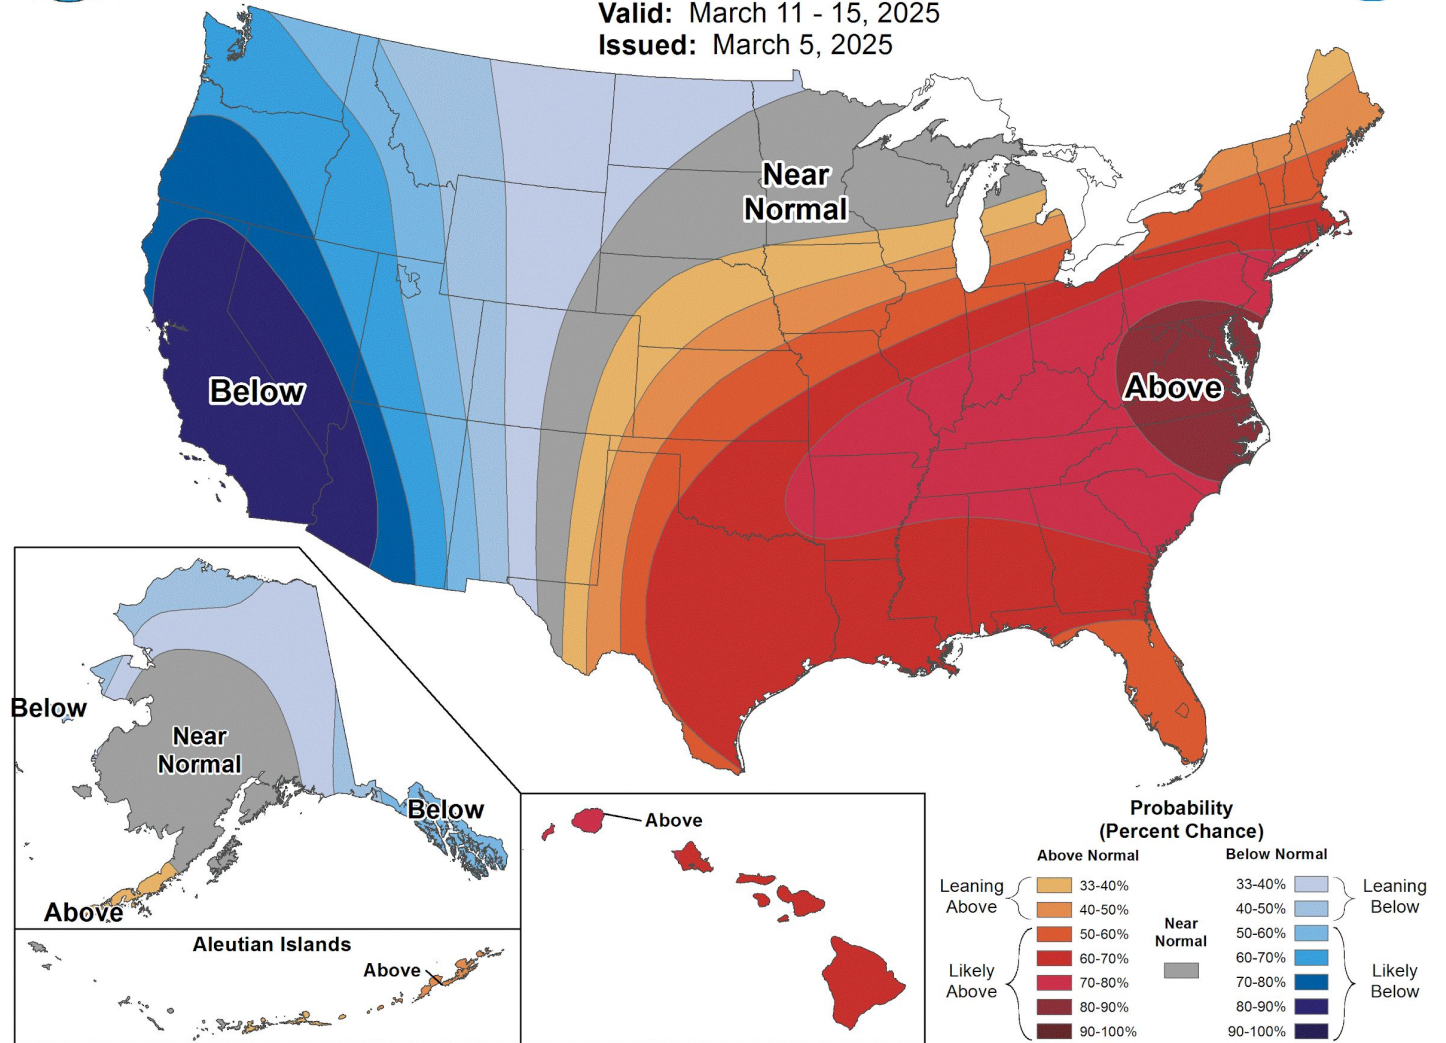 Valid: March 11 - 15, 2025
Issued: March 5, 2025
Near
Normal
Below
Above
Below
Near
Normal
Below
Above
Aleutian Islands
Above
Above
Probability
(Percent Chance)
Above Normal
Below Normal
Leaning
Above
33-40%
40-50%
Likely
Above
50-60%
60-70%
70-80%
80-90%
90-100%
Near
Normal
33-40%
40-50%
Leaning
Below
50-60%
60-70%
70-80%
80-90%
90-100%
Likely
Below